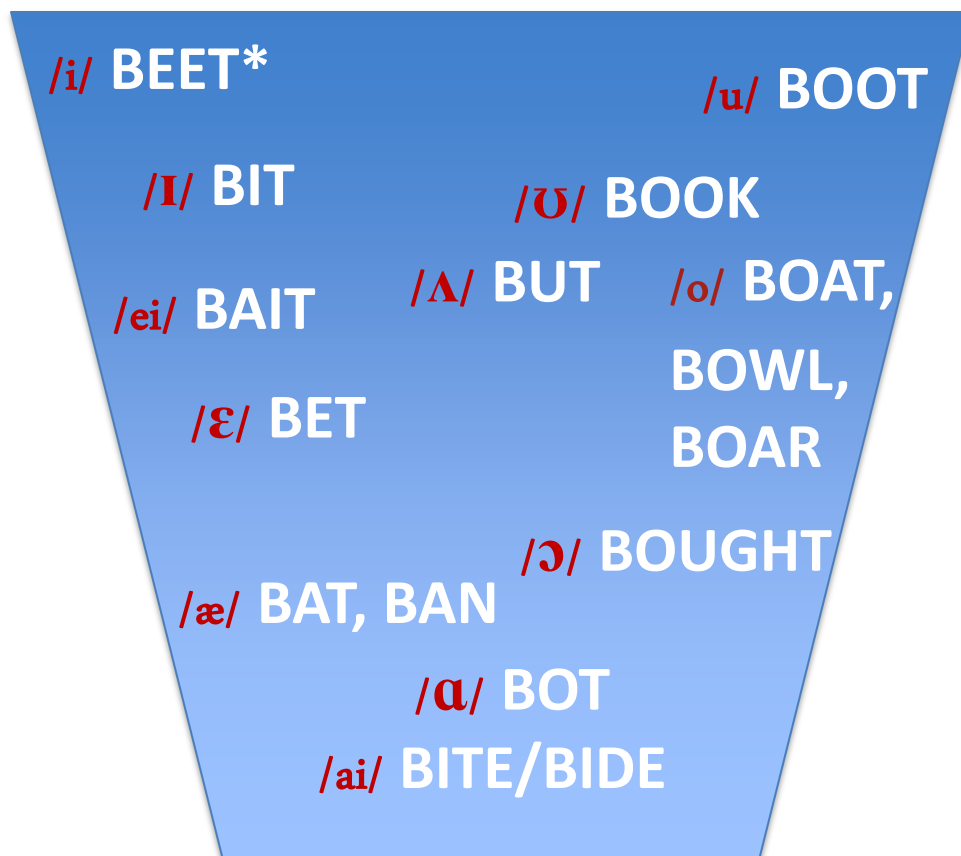 /i/ BEET*
/u/ BOOT
/ɪ/ BIT
/ʊ/ BOOK
/ʌ/ BUT
/o/ BOAT,
BOWL,
BOAR
/ei/ BAIT
/ɛ/ BET
/ɔ/ BOUGHT
/æ/ BAT, BAN
/ɑ/ BOT
/ai/ BITE/BIDE